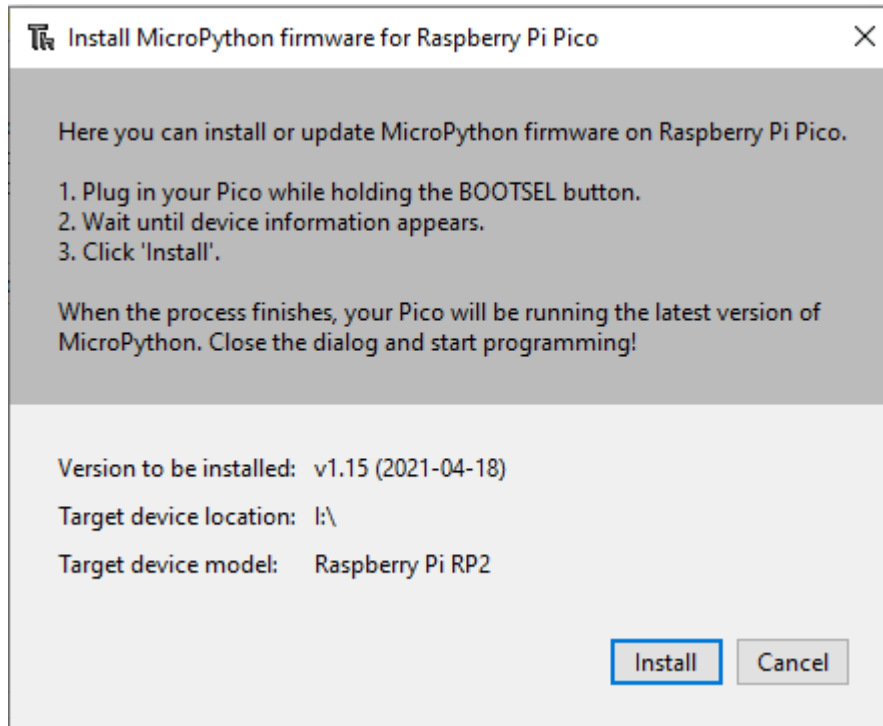 Install MicroPython firmware for Raspberry Pi Pico
Here you can install or update MicroPython firmware on Raspberry Pi Pico.
1. Plug in your Pico while holding the BOOTSEL button.
2. Wait until device information appears.
3. Click 'Install'.
When the process finishes, your Pico will be running the latest version of
MicroPython. Close the dialog and start programming!
Version to be installed: v1.15 (2021-04-18)
Target device location: I:\
Target device model: Raspberry Pi RP2
Install Cancel